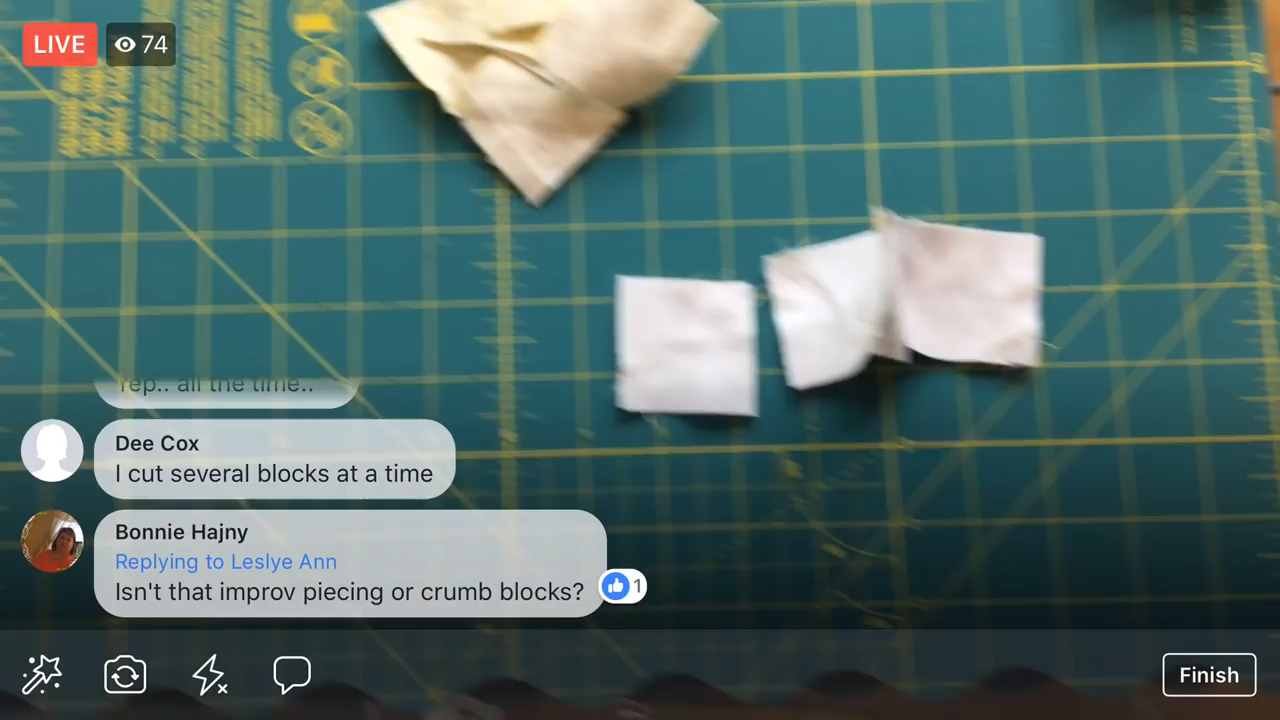 LIVE 74
Yep.. all the time..
Dee Cox
I cut several blocks at a time
Bonnie Hajny
Replying to Leslye Ann
Isn't that improv piecing or crumb blocks?
1
Finish